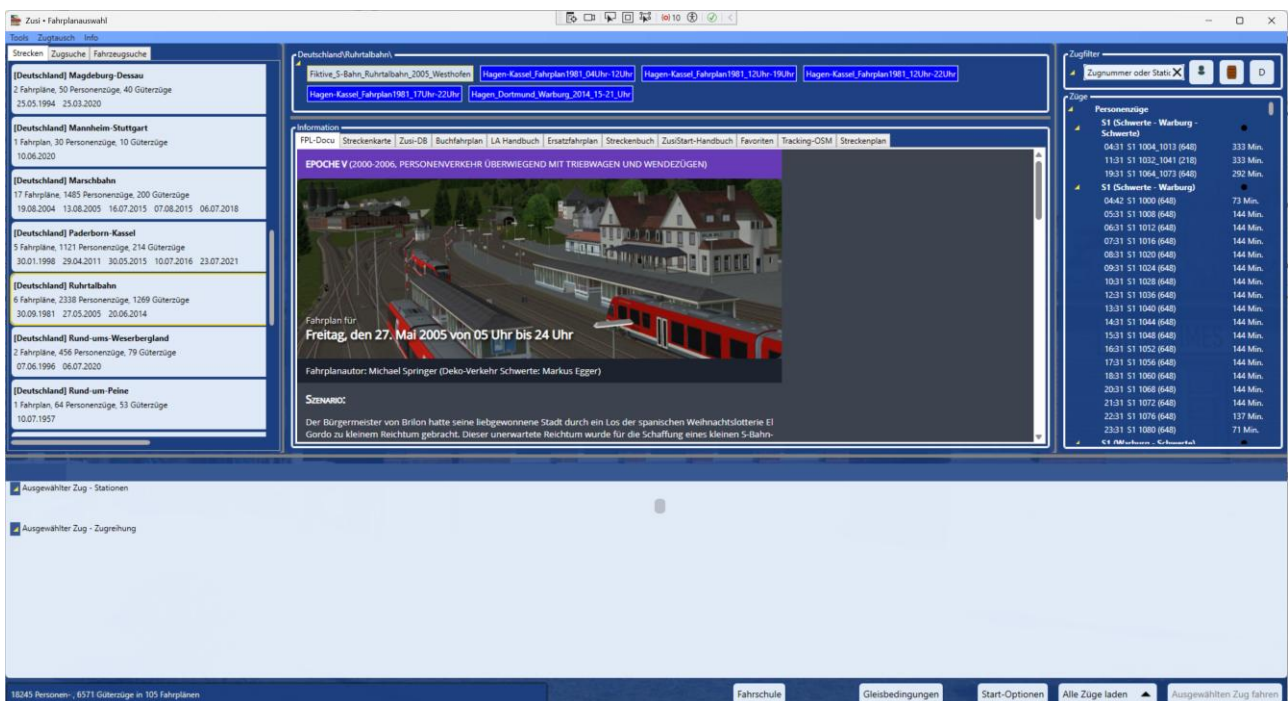 Zusi • Fahrplanauswahl
10
Tools Zugtausch Info
Strecken Zugsuche Fahrzeugsuche
[Deutschland] Magdeburg-Dessau
2 Fahrpläne, 50 Personenzüge, 40 Güterzüge
25.05.1994 25.03.2020
[Deutschland] Mannheim-Stuttgart
1 Fahrplan, 30 Personenzüge, 10 Güterzüge
10.06.2020
[Deutschland] Marschbahn
17 Fahrpläne, 1485 Personenzüge, 200 Güterzüge
19.08.2004 13.08.2005 16.07.2015 07.08.2015 06.07.2018
[Deutschland] Paderborn-Kassel
5 Fahrpläne, 1121 Personenzüge, 214 Güterzüge
30.01.1998 29.04.2011 30.05.2015 10.07.2016 23.07.2021
[Deutschland] Ruhrtalbahn
6 Fahrpläne, 2338 Personenzüge, 1269 Güterzüge
30.09.1981 27.05.2005 20.06.2014
[Deutschland] Rund-ums-Weserbergland
2 Fahrpläne, 456 Personenzüge, 79 Güterzüge
07.06.1996 06.07.2020
[Deutschland] Rund-um-Peine
1 Fahrplan, 64 Personenzüge, 53 Güterzüge
10.07.1957
Deutschland\Ruhrtalbahn\
Fiktive_S-Bahn_Ruhrtalbahn_2005_Westhofen Hagen-Kassel_Fahrplan1981_04Uhr-12Uhr Hagen-Kassel_Fahrplan1981_12Uhr-19Uhr Hagen-Kassel_Fahrplan1981_12Uhr-22Uhr
Hagen-Kassel_Fahrplan1981_17Uhr-22Uhr Hagen_Dortmund_Warburg_2014_15-21_Uhr
Information
FPL-Docu Streckenkarte Zusi-DB Buchfahrplan LA Handbuch Ersatzfahrplan Streckenbuch ZusiStart-Handbuch Favoriten Tracking-OSM Streckenplan
EPOCHE V (2000-2006, PERSONENVERKEHR ÜBERWIEGEND MIT TRIEBWAGEN UND WENDEZÜGEN)
Fahrplan für
Freitag, den 27. Mai 2005 von 05 Uhr bis 24 Uhr
Fahrplanautor: Michael Springer (Deko-Verkehr Schwerte: Markus Egger)
SZENARIO:
Der Bürgermeister von Brilon hatte seine liebgewonnene Stadt durch ein Los der spanischen Weihnachtslotterie El
Gordo zu kleinem Reichtum gebracht. Dieser unerwartete Reichtum wurde für die Schaffung eines kleinen S-Bahn-
Zugfilter
Zugnummer oder Static D
Züge
Personenzüge
S1 (Schwerte - Warburg -
Schwerte)
04:31 S1 1004_1013 (648) 333 Min.
11:31 S1 1032_1041 (218) 333 Min.
19:31 S1 1064_1073 (648) 292 Min.
S1 (Schwerte - Warburg)
04:42 S1 1000 (648) 73 Min.
05:31 S1 1008 (648) 144 Min.
06:31 S1 1012 (648) 144 Min.
07:31 S1 1016 (648) 144 Min.
08:31 S1 1020 (648) 144 Min.
09:31 S1 1024 (648) 144 Min.
10:31 S1 1028 (648) 144 Min.
12:31 S1 1036 (648) 144 Min.
13:31 S1 1040 (648) 144 Min.
14:31 S1 1044 (648) 144 Min.
15:31 S1 1048 (648) 144 Min.
16:31 S1 1052 (648) 144 Min.
17:31 S1 1056 (648) 144 Min.
18:31 S1 1060 (648) 144 Min.
20:31 S1 1068 (648) 144 Min.
21:31 S1 1072 (648) 144 Min.
22:31 S1 1076 (648) 137 Min.
23:31 S1 1080 (648) 71 Min.
S1 (Warburg - Schwerte)
Ausgewählter Zug - Stationen
Ausgewählter Zug - Zugreihung
18245 Personen- , 6571 Güterzüge in 105 Fahrplänen
Fahrschule Gleisbedingungen Start-Optionen Alle Züge laden Ausgewählten Zug fahren